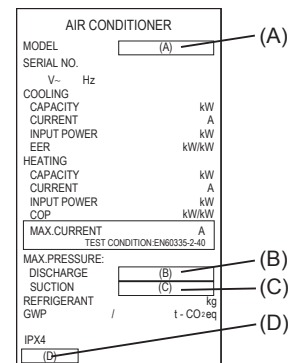 AIR CONDITIONER
MODEL (A) (A)
SERIAL NO.
V~ Hz
COOLING
CAPACITY kW
CURRENT A
INPUT POWER kW
EER kW/kW
HEATING
CAPACITY kW
CURRENT A
INPUT POWER kW
COP kW/kW
MAX.CURRENT A
TEST CONDITION:EN60335-2-40
MAX.PRESSURE:
DISCHARGE (B) (B)
SUCTION (C) (C)
REFRIGERANT kg
GWP / t - CO2eq
(D)
IPX4
(D)